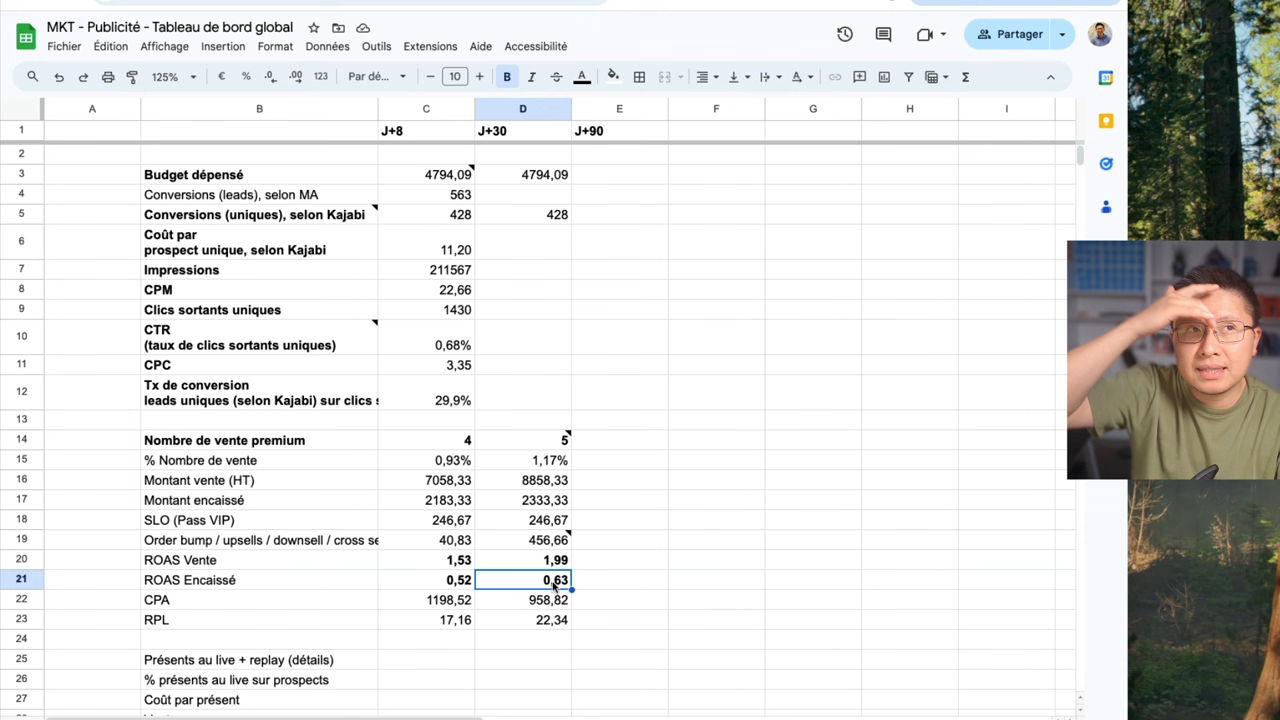 MKT - Publicité - Tableau de bord global
Fichier Édition Affichage Insertion Format Données Outils Extensions Aide Accessibilité
Partager
125% € % .0 .00 123 Par dé... − 10 + B I A Σ
A B C D E F G H I
1 J+8 J+30 J+90
2
3 Budget dépensé 4794,09 4794,09
4 Conversions (leads), selon MA 563
5 Conversions (uniques), selon Kajabi 428 428
6 Coût par
prospect unique, selon Kajabi 11,20
7 Impressions 211567
8 CPM 22,66
9 Clics sortants uniques 1430
10 CTR
(taux de clics sortants uniques) 0,68%
11 CPC 3,35
12 Tx de conversion
leads uniques (selon Kajabi) sur clics s 29,9%
13
14 Nombre de vente premium 4 5
15 % Nombre de vente 0,93% 1,17%
16 Montant vente (HT) 7058,33 8858,33
17 Montant encaissé 2183,33 2333,33
18 SLO (Pass VIP) 246,67 246,67
19 Order bump / upsells / downsell / cross se 40,83 456,66
20 ROAS Vente 1,53 1,99
21 ROAS Encaissé 0,52 0,63
22 CPA 1198,52 958,82
23 RPL 17,16 22,34
24
25 Présents au live + replay (détails)
26 % présents au live sur prospects
27 Coût par présent